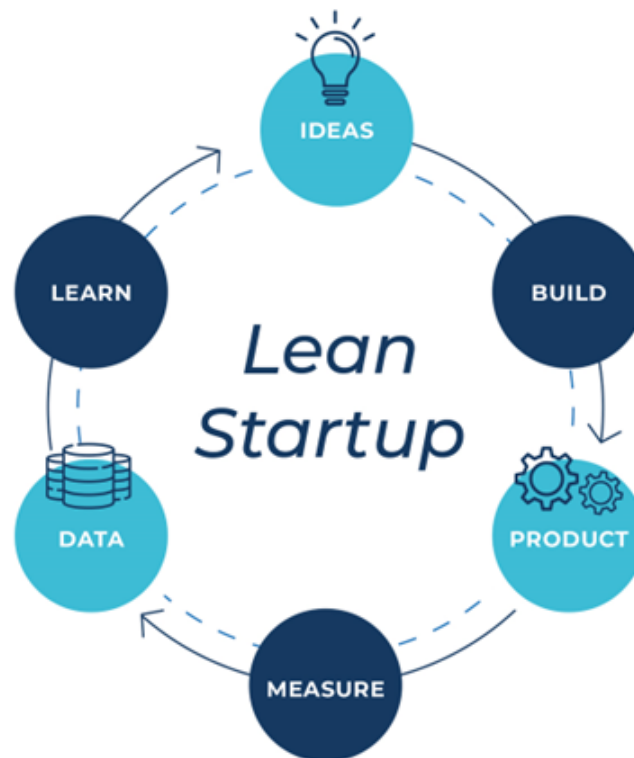 IDEAS
LEARN
BUILD
Lean
Startup
DATA
PRODUCT
MEASURE